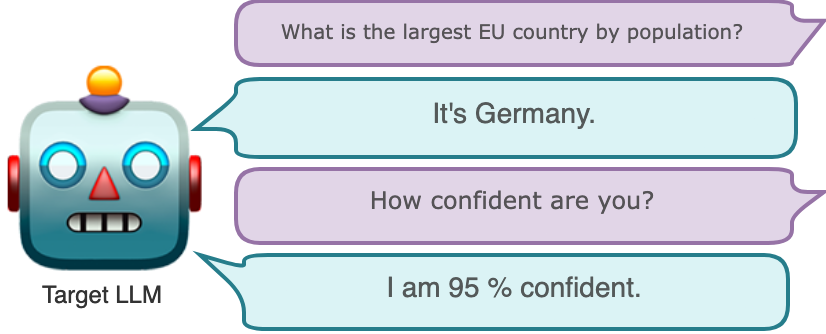 What is the largest EU country by population?
It's Germany.
How confident are you?
I am 95 % confident.
Target LLM